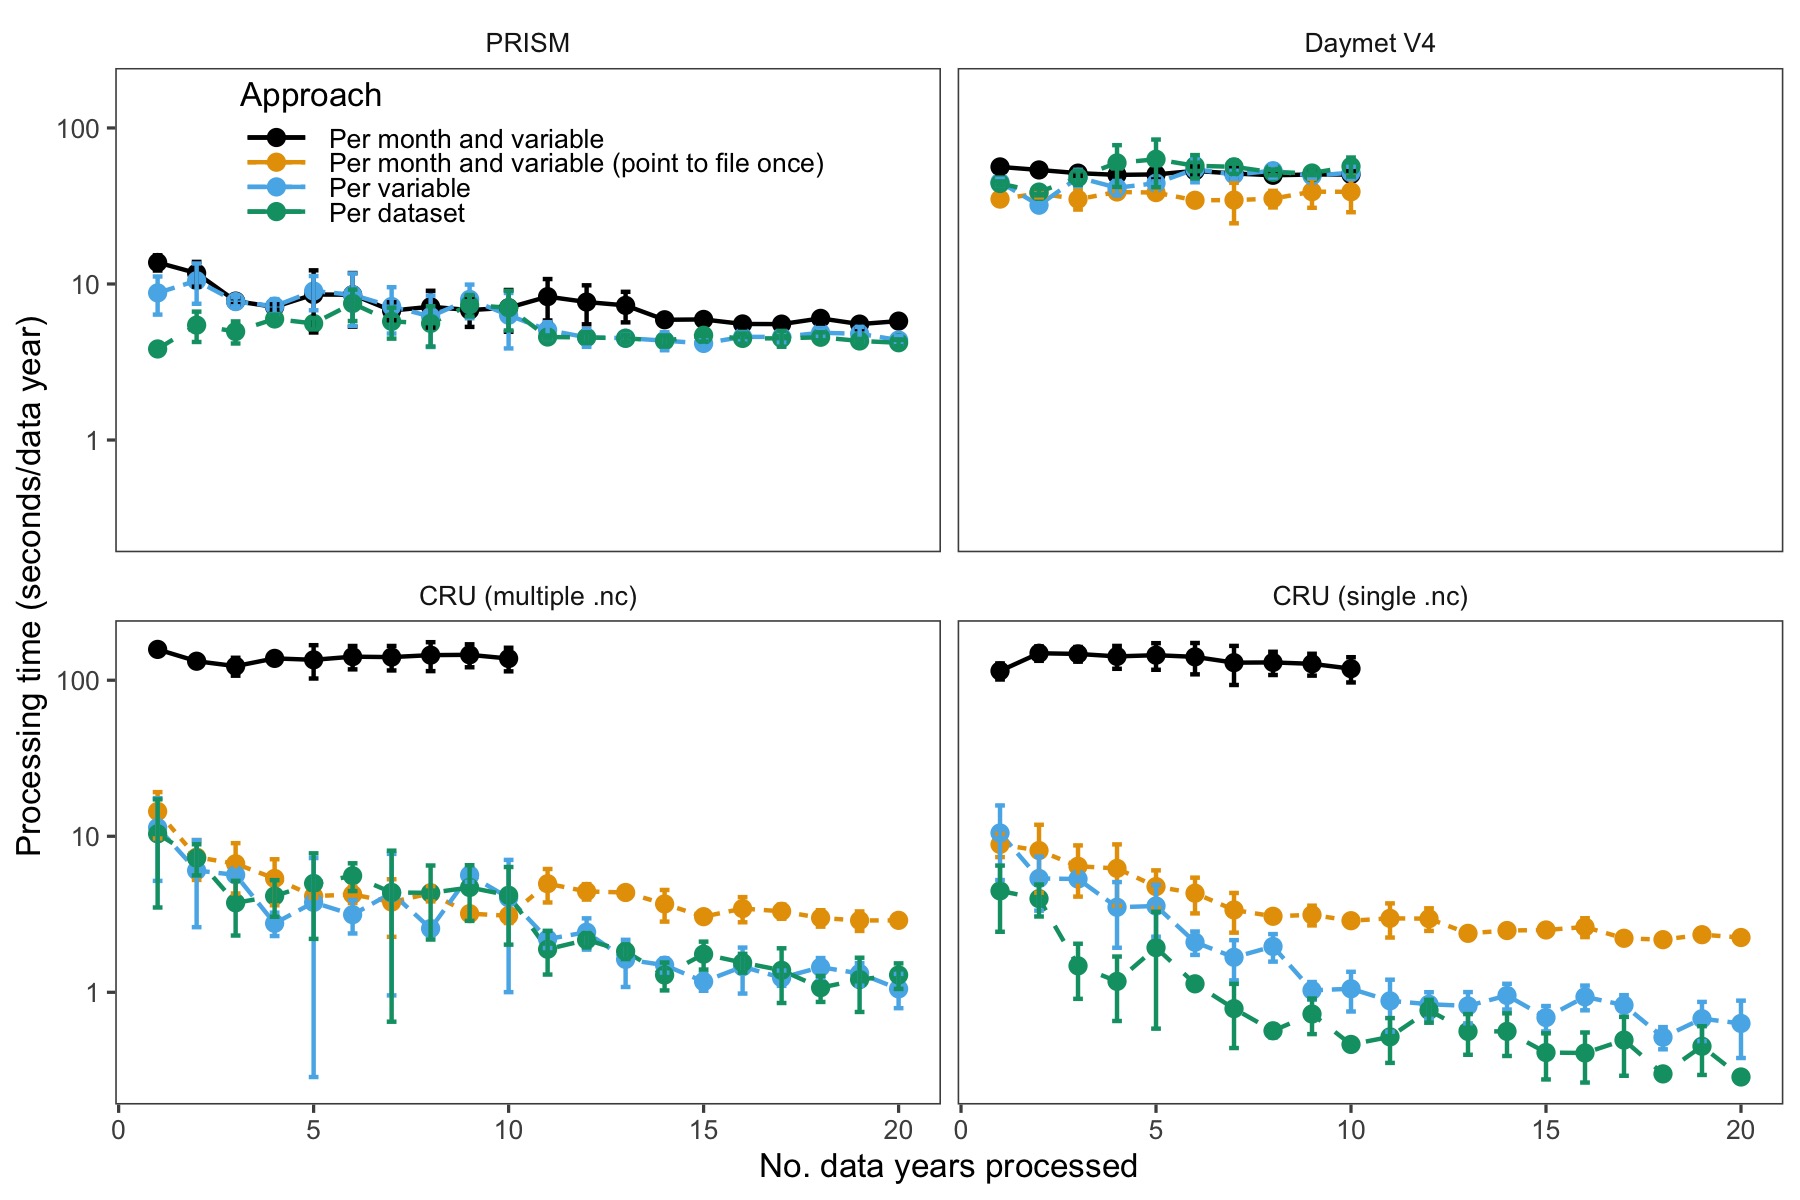 PRISM
Daymet V4
Approach
Per month and variable
Per month and variable (point to file once)
Per variable
Per dataset
100
10
1
CRU (multiple .nc)
CRU (single .nc)
100
10
1
Processing time (seconds/data year)
0 5 10 15 20
0 5 10 15 20
No. data years processed